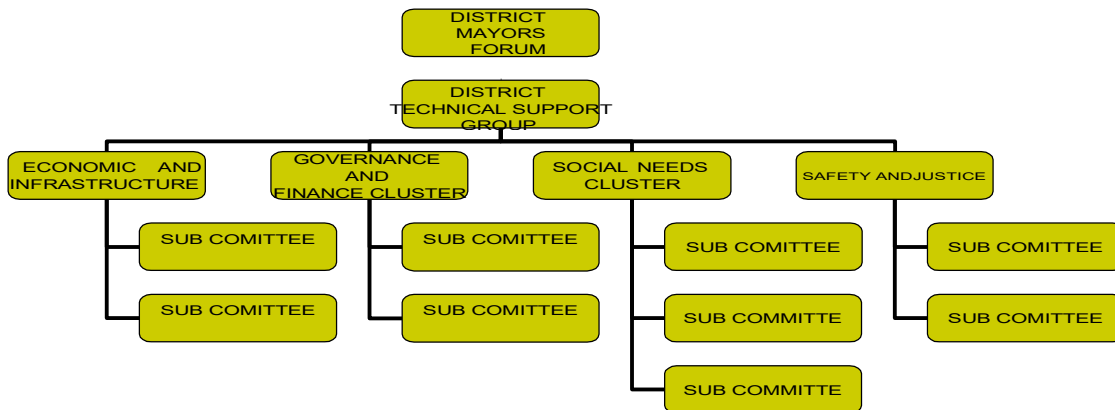 DISTRICT
MAYORS
FORUM
DISTRICT
TECHNICAL SUPPORT
GROUP
ECONOMIC AND
INFRASTRUCTURE
GOVERNANCE
AND
FINANCE CLUSTER
SOCIAL NEEDS
CLUSTER
SAFETY ANDJUSTICE
SUB COMITTEE
SUB COMITTEE
SUB COMITTEE
SUB COMITTEE
SUB COMITTEE
SUB COMITTEE
SUB COMMITTE
SUB COMITTEE
SUB COMMITTE